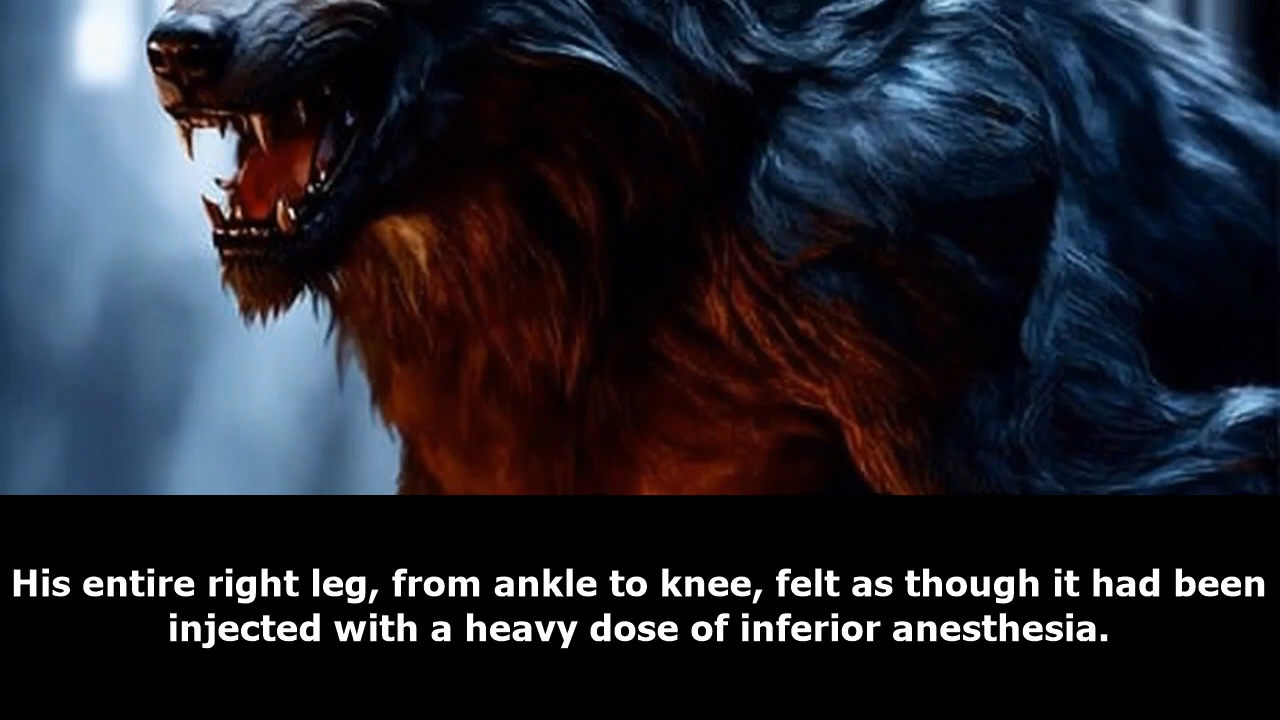 His entire right leg, from ankle to knee, felt as though it had been
injected with a heavy dose of inferior anesthesia.